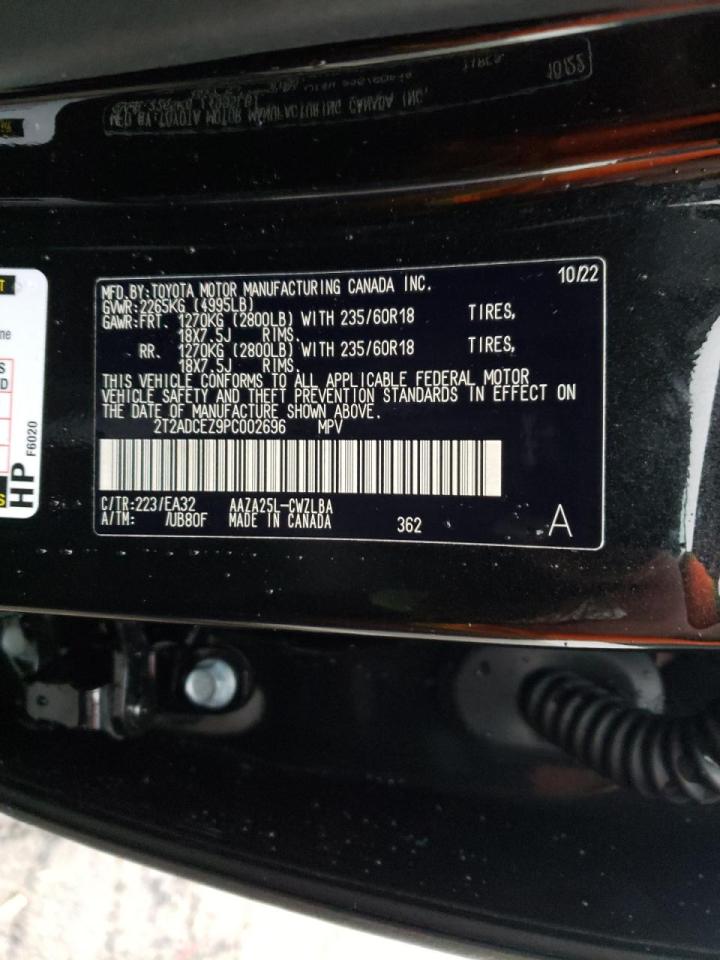 MFD.BY:TOYOTA MOTOR MANUFACTURING CANADA INC. 10/22
GVWR:2265KG (4995LB)
GAWR:FRT. 1270KG (2800LB) WITH 235/60R18 TIRES,
18X7.5J RIMS.
RR. 1270KG (2800LB) WITH 235/60R18 TIRES,
18X7.5J RIMS.
THIS VEHICLE CONFORMS TO ALL APPLICABLE FEDERAL MOTOR
VEHICLE SAFETY AND THEFT PREVENTION STANDARDS IN EFFECT ON
THE DATE OF MANUFACTURE SHOWN ABOVE.
2T2ADCEZ9PC002696 MPV
C/TR:223/EA32 AAZA25L-CWZLBA
A/TM: /UB80F MADE IN CANADA 362 A
HP
F6020